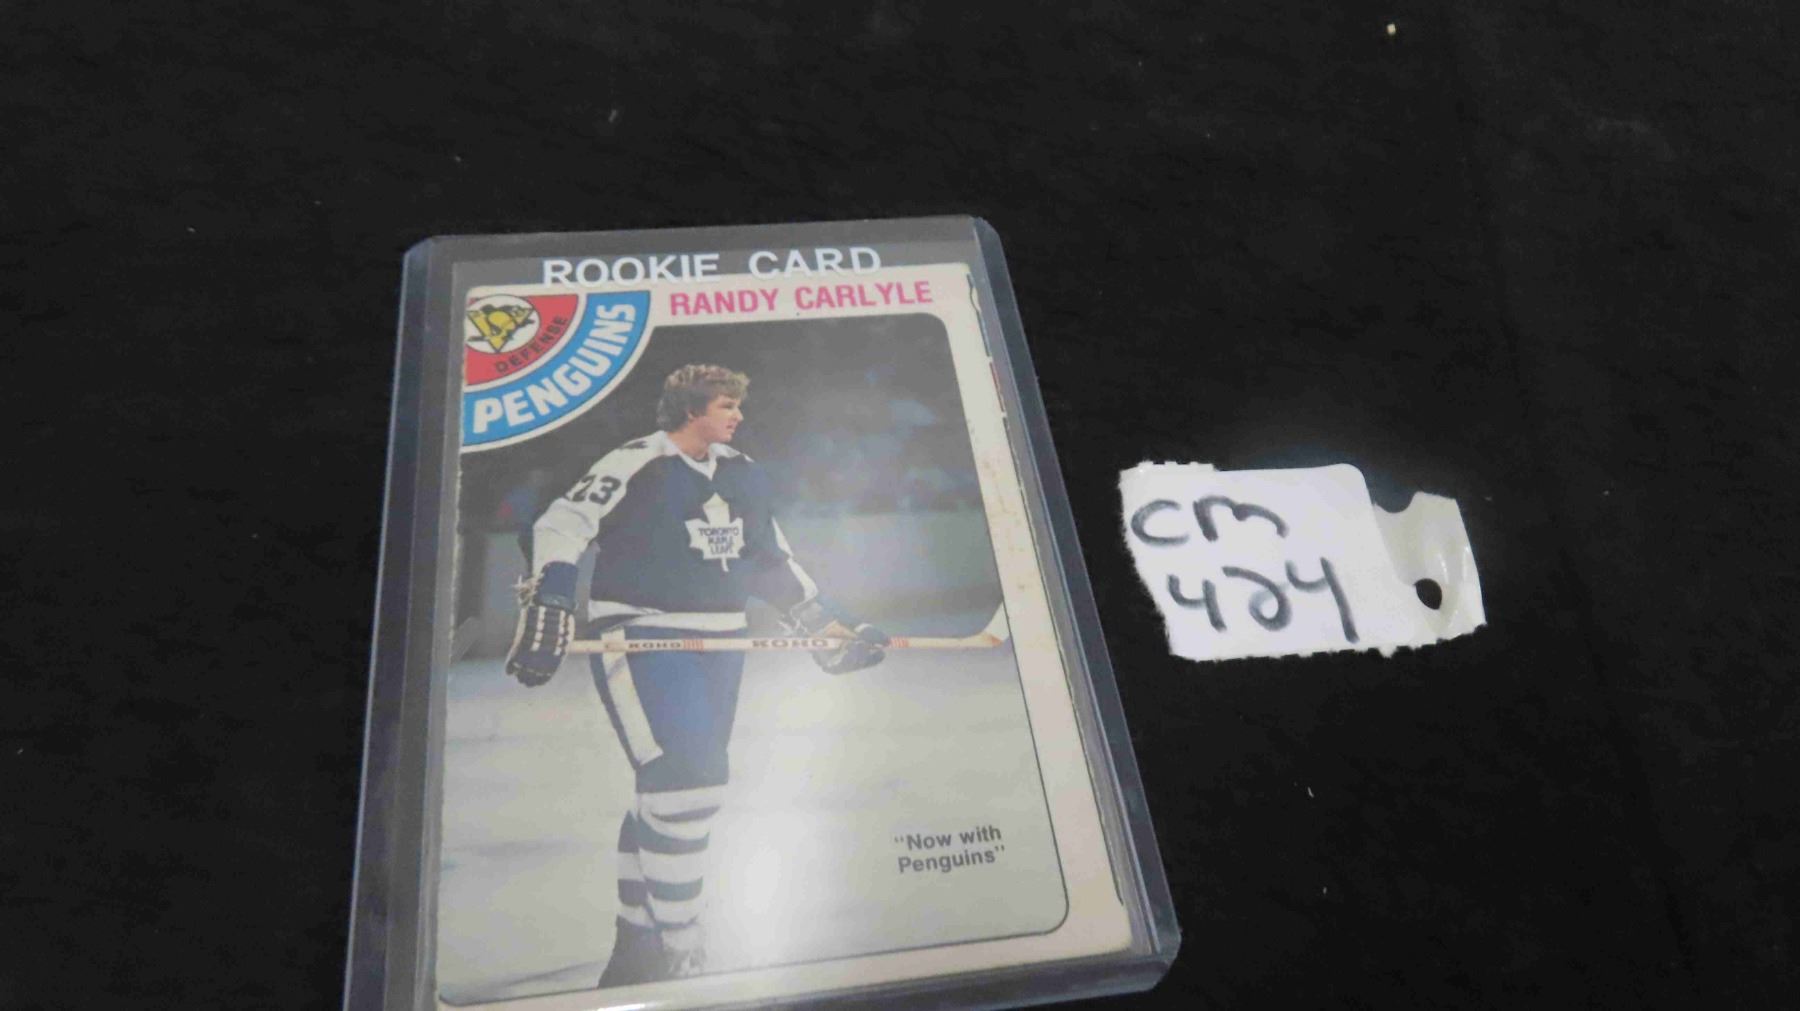 ROOKIE CARD
RANDY CARLYLE
DEFENSE
PENGUINS
23
TORONTO
MAPLE
LEAFS
KOHO KOHO
"Now with
Penguins"
CM
424